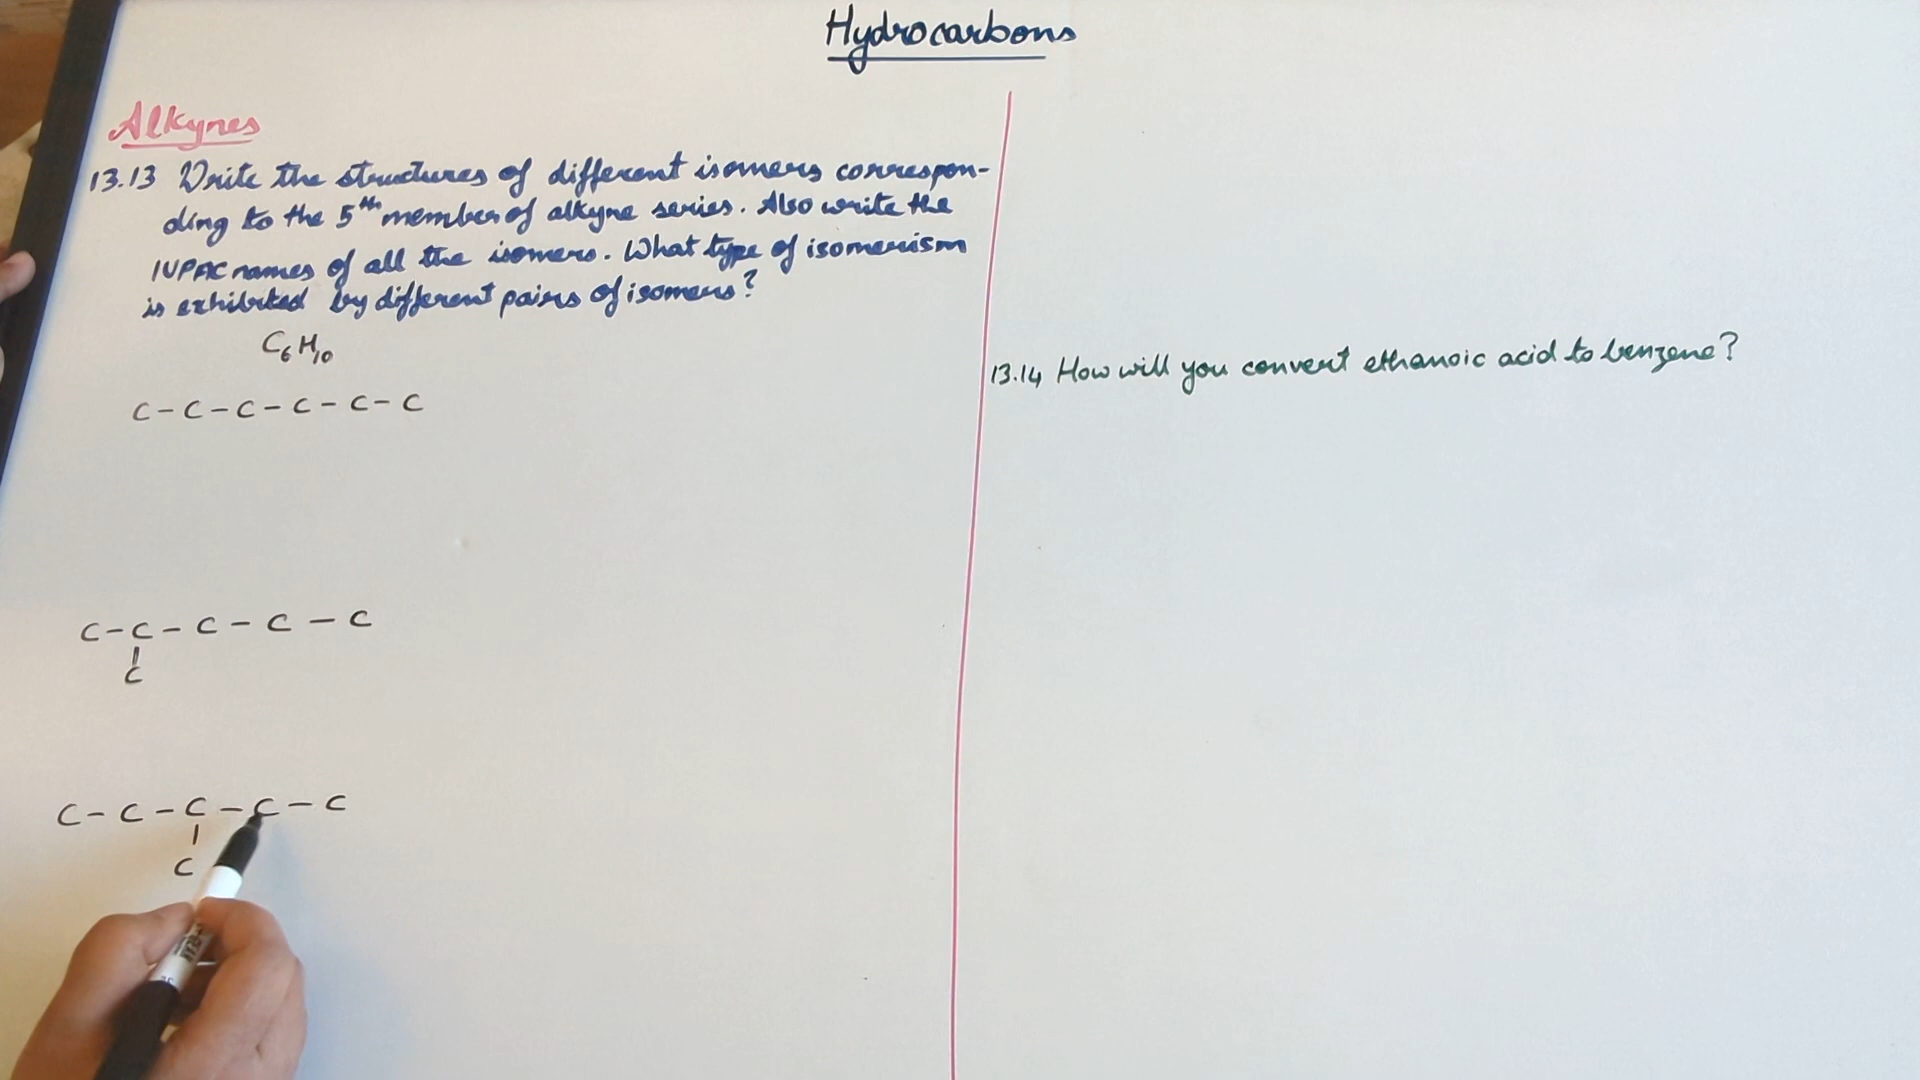 Hydrocarbons
Alkynes
13.13 Write the structures of different isomers correspon-
ding to the 5th member of alkyne series. Also write the
IUPAC names of all the isomers. What type of isomerism
is exhibited by different pairs of isomers?
C6H10
C-C-C-C-C-C
C-C-C-C-C
|
C
C-C-C-C-C
|
C
13.14 How will you convert ethanoic acid to benzene?